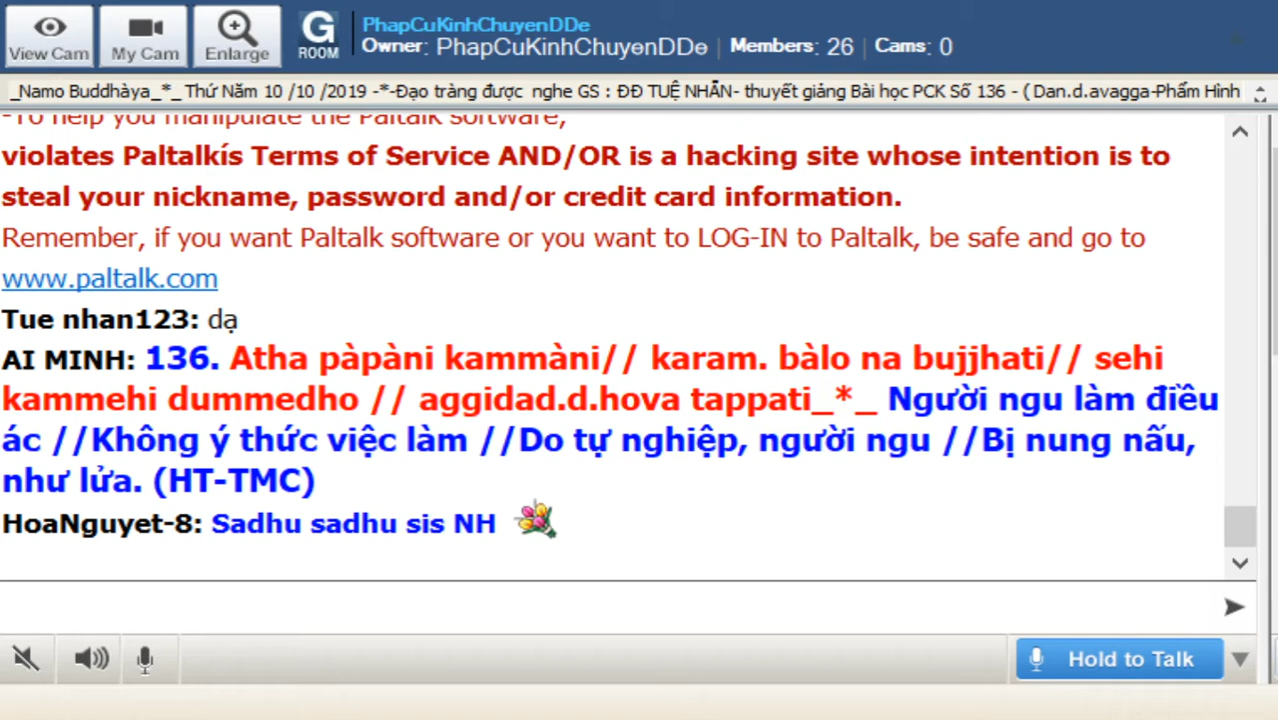 View Cam
My Cam
Enlarge
G
ROOM
PhapCuKinhChuyenDDe
Owner: PhapCuKinhChuyenDDe | Members: 26 | Cams: 0
_Namo Buddhàya_*_ Thứ Năm 10 /10 /2019 -*-Đạo tràng được nghe GS : ĐĐ TUỆ NHẪN- thuyết giảng Bài học PCK Số 136 - ( Dan.d.avagga-Phẩm Hình
-To help you manipulate the Paltalk software,
violates Paltalkís Terms of Service AND/OR is a hacking site whose intention is to
steal your nickname, password and/or credit card information.
Remember, if you want Paltalk software or you want to LOG-IN to Paltalk, be safe and go to
www.paltalk.com
Tue nhan123: dạ
AI MINH: 136. Atha pàpàni kammàni// karam. bàlo na bujjhati// sehi
kammehi dummedho // aggidad.d.hova tappati_*_ Người ngu làm điều
ác //Không ý thức việc làm //Do tự nghiệp, người ngu //Bị nung nấu,
như lửa. (HT-TMC)
HoaNguyet-8: Sadhu sadhu sis NH
Hold to Talk